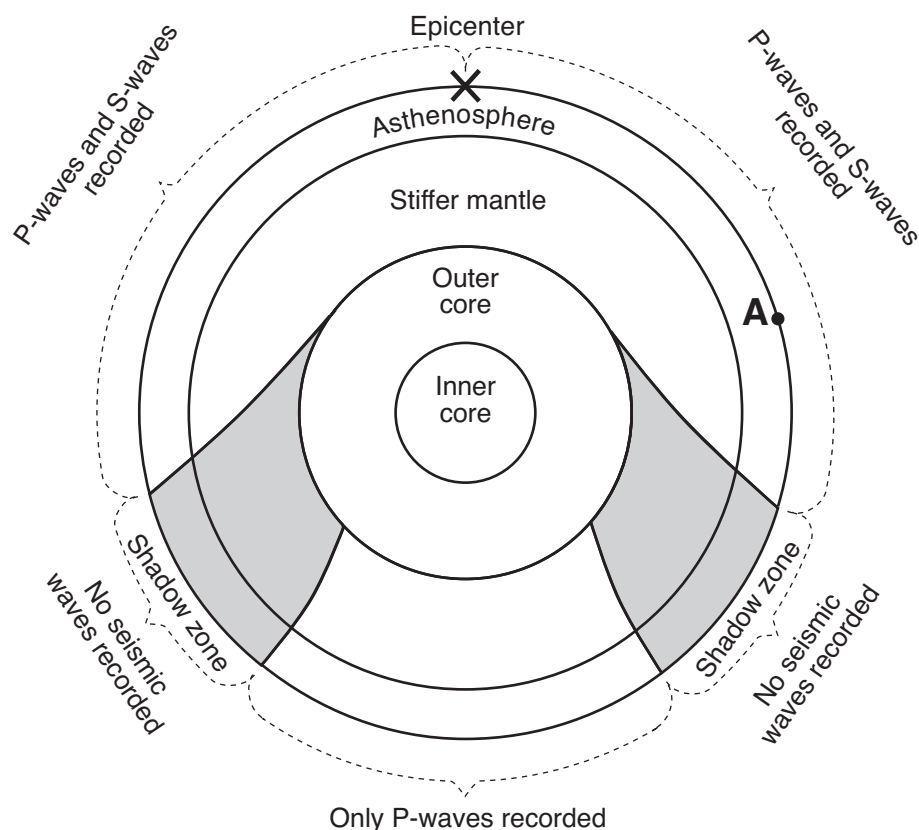 Epicenter
P-waves and S-waves
recorded
P-waves and S-waves
recorded
Asthenosphere
Stiffer mantle
Outer
core
A
Inner
core
Shadow zone
No seismic
waves recorded
Shadow zone
No seismic
waves recorded
Only P-waves recorded